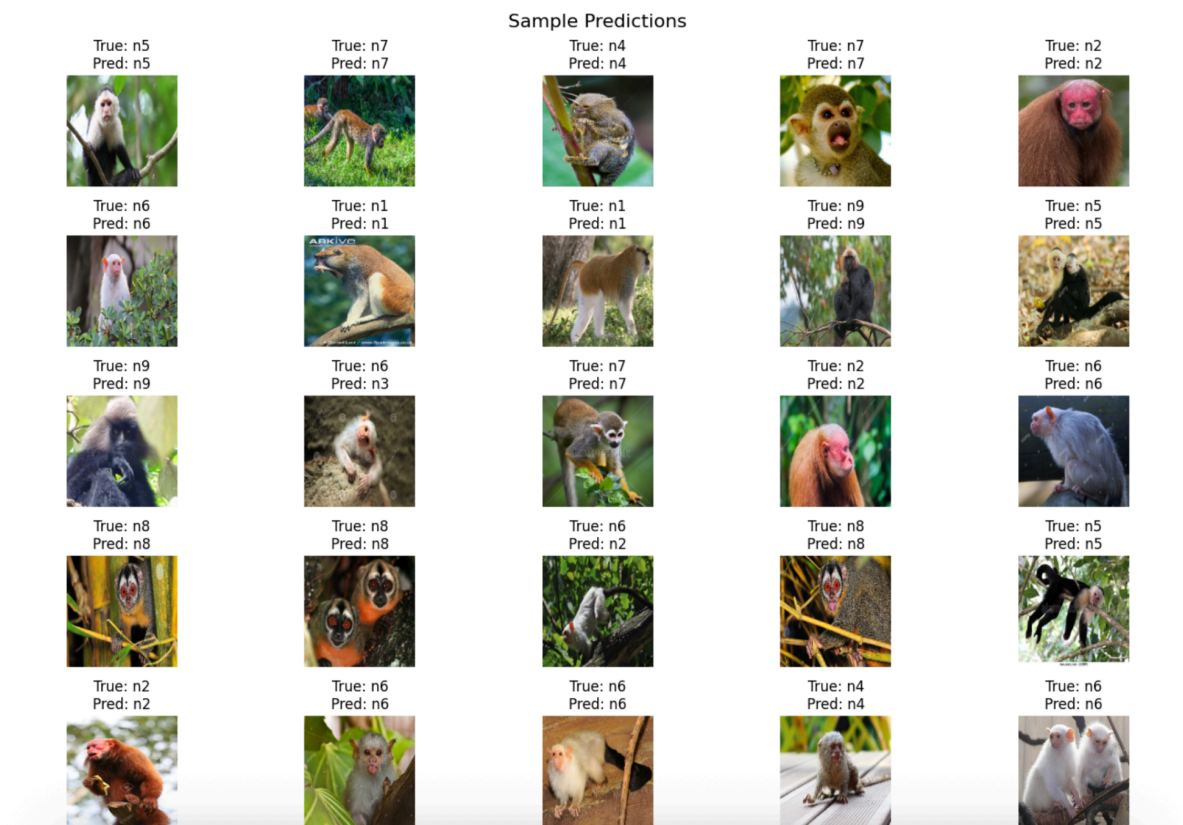 Sample Predictions
True: n5
Pred: n5
True: n7
Pred: n7
True: n4
Pred: n4
True: n7
Pred: n7
True: n2
Pred: n2
True: n6
Pred: n6
True: n1
Pred: n1
True: n1
Pred: n1
True: n9
Pred: n9
True: n5
Pred: n5
ARKive
True: n9
Pred: n9
True: n6
Pred: n3
True: n7
Pred: n7
True: n2
Pred: n2
True: n6
Pred: n6
True: n8
Pred: n8
True: n8
Pred: n8
True: n6
Pred: n2
True: n8
Pred: n8
True: n5
Pred: n5
True: n2
Pred: n2
True: n6
Pred: n6
True: n6
Pred: n6
True: n4
Pred: n4
True: n6
Pred: n6